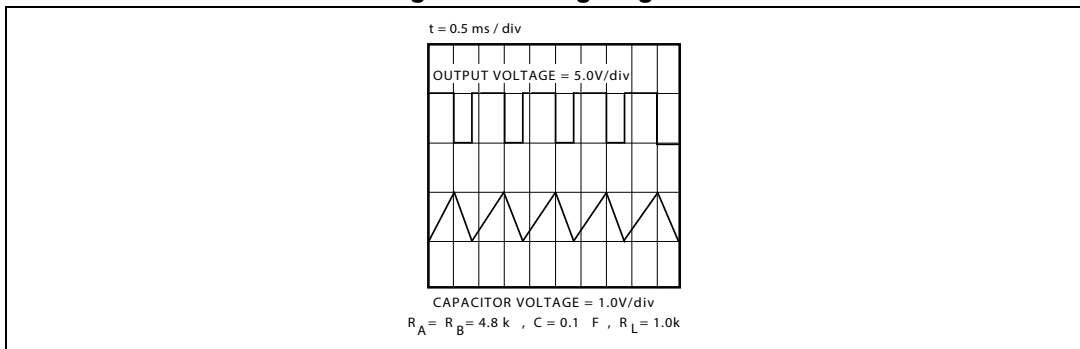 t = 0.5 ms / div
OUTPUT VOLTAGE = 5.0V/div
CAPACITOR VOLTAGE = 1.0V/div
R A = R B = 4.8 k , C = 0.1 F , R L = 1.0k